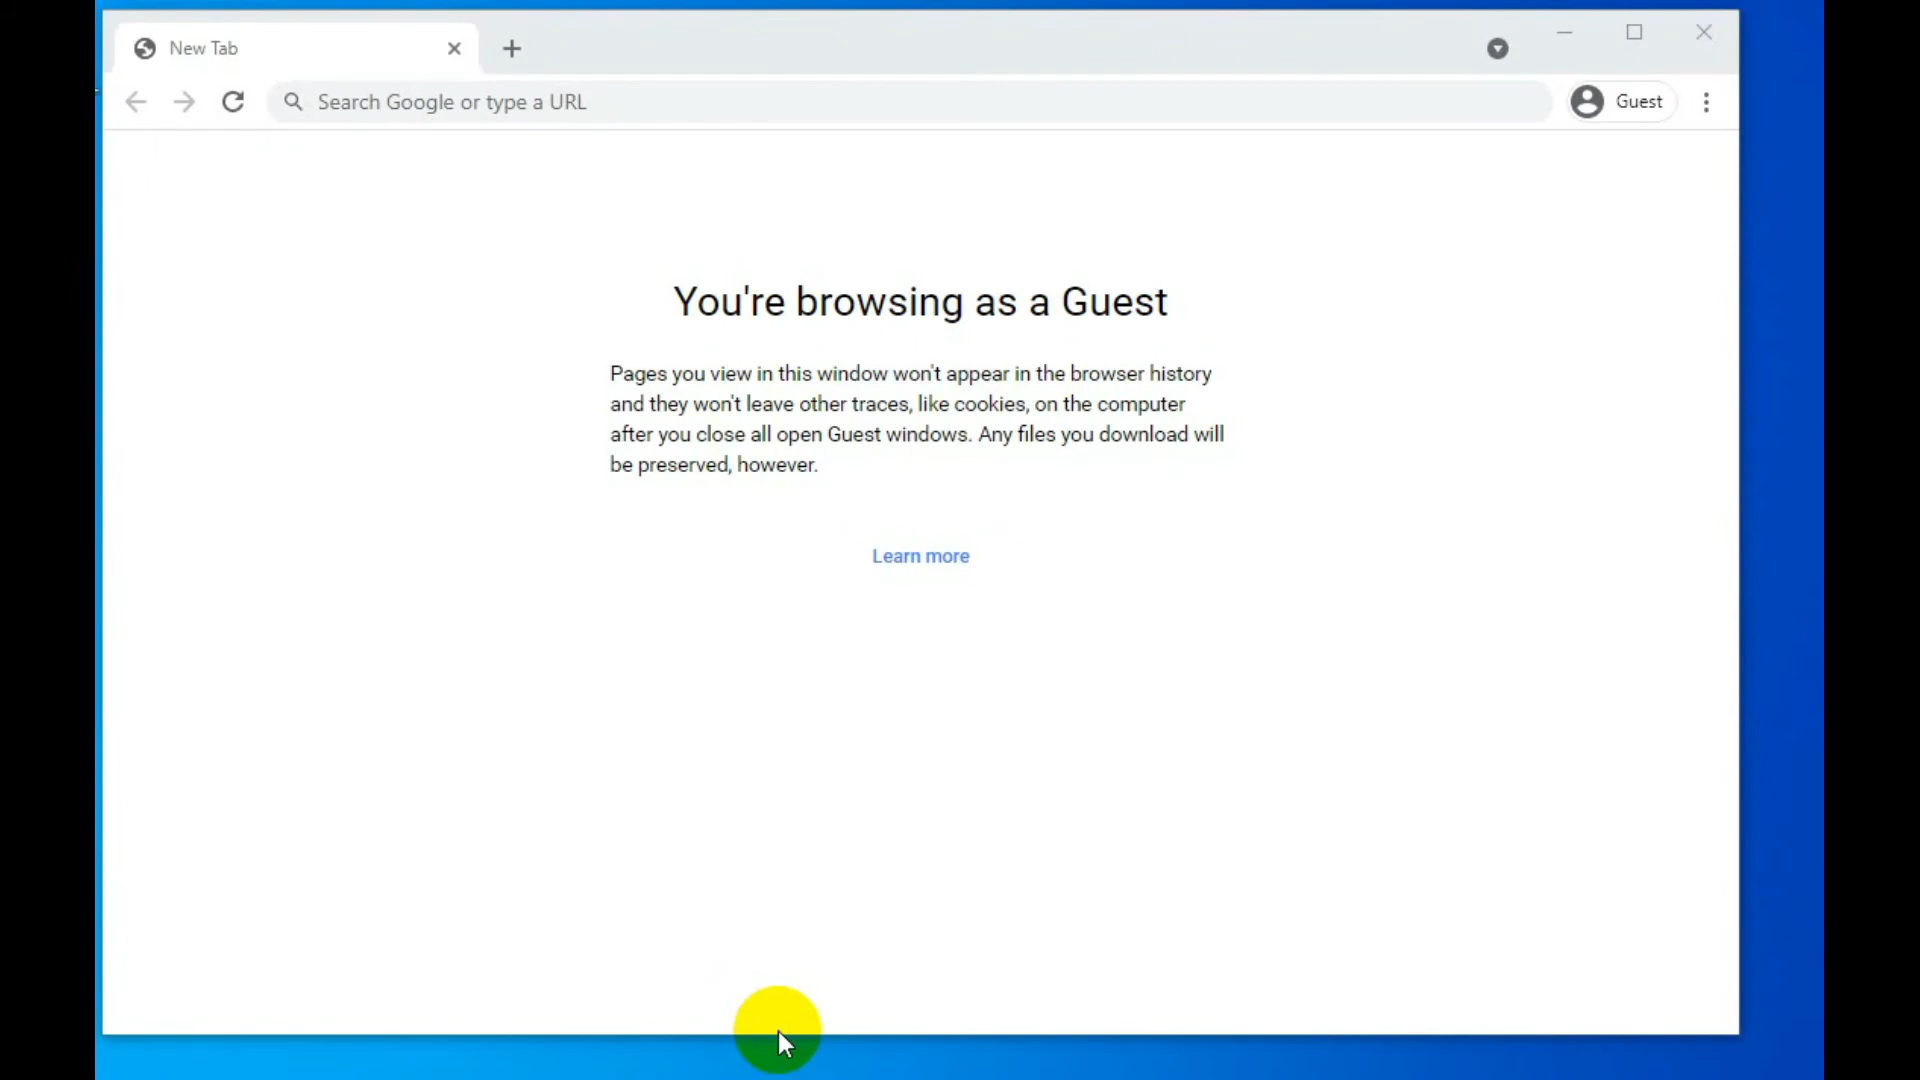 New Tab
Search Google or type a URL
Guest
You're browsing as a Guest
Pages you view in this window won't appear in the browser history
and they won't leave other traces, like cookies, on the computer
after you close all open Guest windows. Any files you download will
be preserved, however.
Learn more